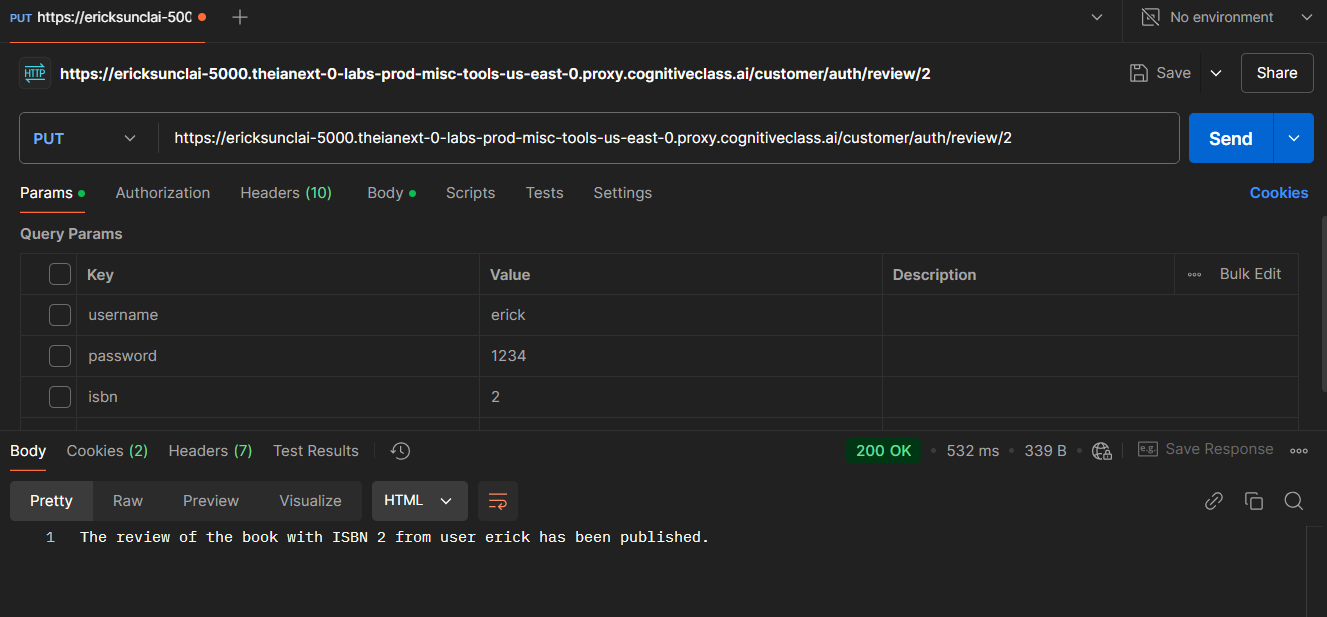 PUT https://ericksunclai-500
No environment
HTTP https://ericksunclai-5000.theianext-0-labs-prod-misc-tools-us-east-0.proxy.cognitiveclass.ai/customer/auth/review/2
Save
Share
PUT https://ericksunclai-5000.theianext-0-labs-prod-misc-tools-us-east-0.proxy.cognitiveclass.ai/customer/auth/review/2
Send
Params Authorization Headers (10) Body Scripts Tests Settings Cookies
Query Params
Key Value Description Bulk Edit
username erick
password 1234
isbn 2
Body Cookies (2) Headers (7) Test Results 200 OK 532 ms 339 B e.g. Save Response
Pretty Raw Preview Visualize HTML
1 The review of the book with ISBN 2 from user erick has been published.